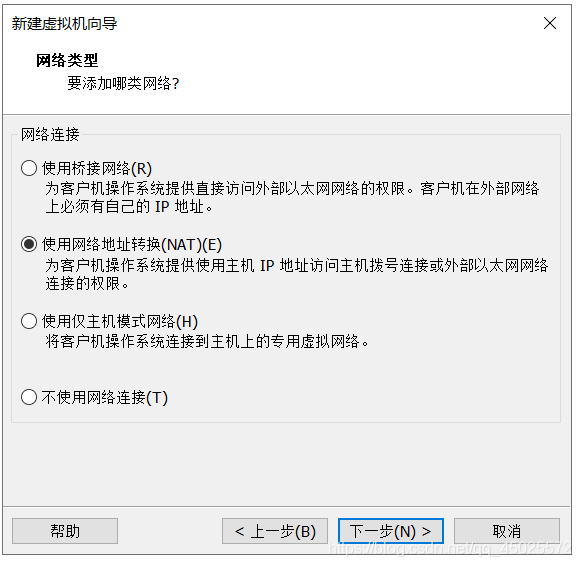 新建虚拟机向导
网络类型
要添加哪类网络?
网络连接
使用桥接网络(R)
为客户机操作系统提供直接访问外部以太网网络的权限。客户机在外部网络
上必须有自己的 IP 地址。
使用网络地址转换(NAT)(E)
为客户机操作系统提供使用主机 IP 地址访问主机拨号连接或外部以太网网络
连接的权限。
使用仅主机模式网络(H)
将客户机操作系统连接到主机上的专用虚拟网络。
不使用网络连接(T)
帮助 < 上一步(B) 下一步(N) > 取消
https://blog.csdn.net/qq_45025572